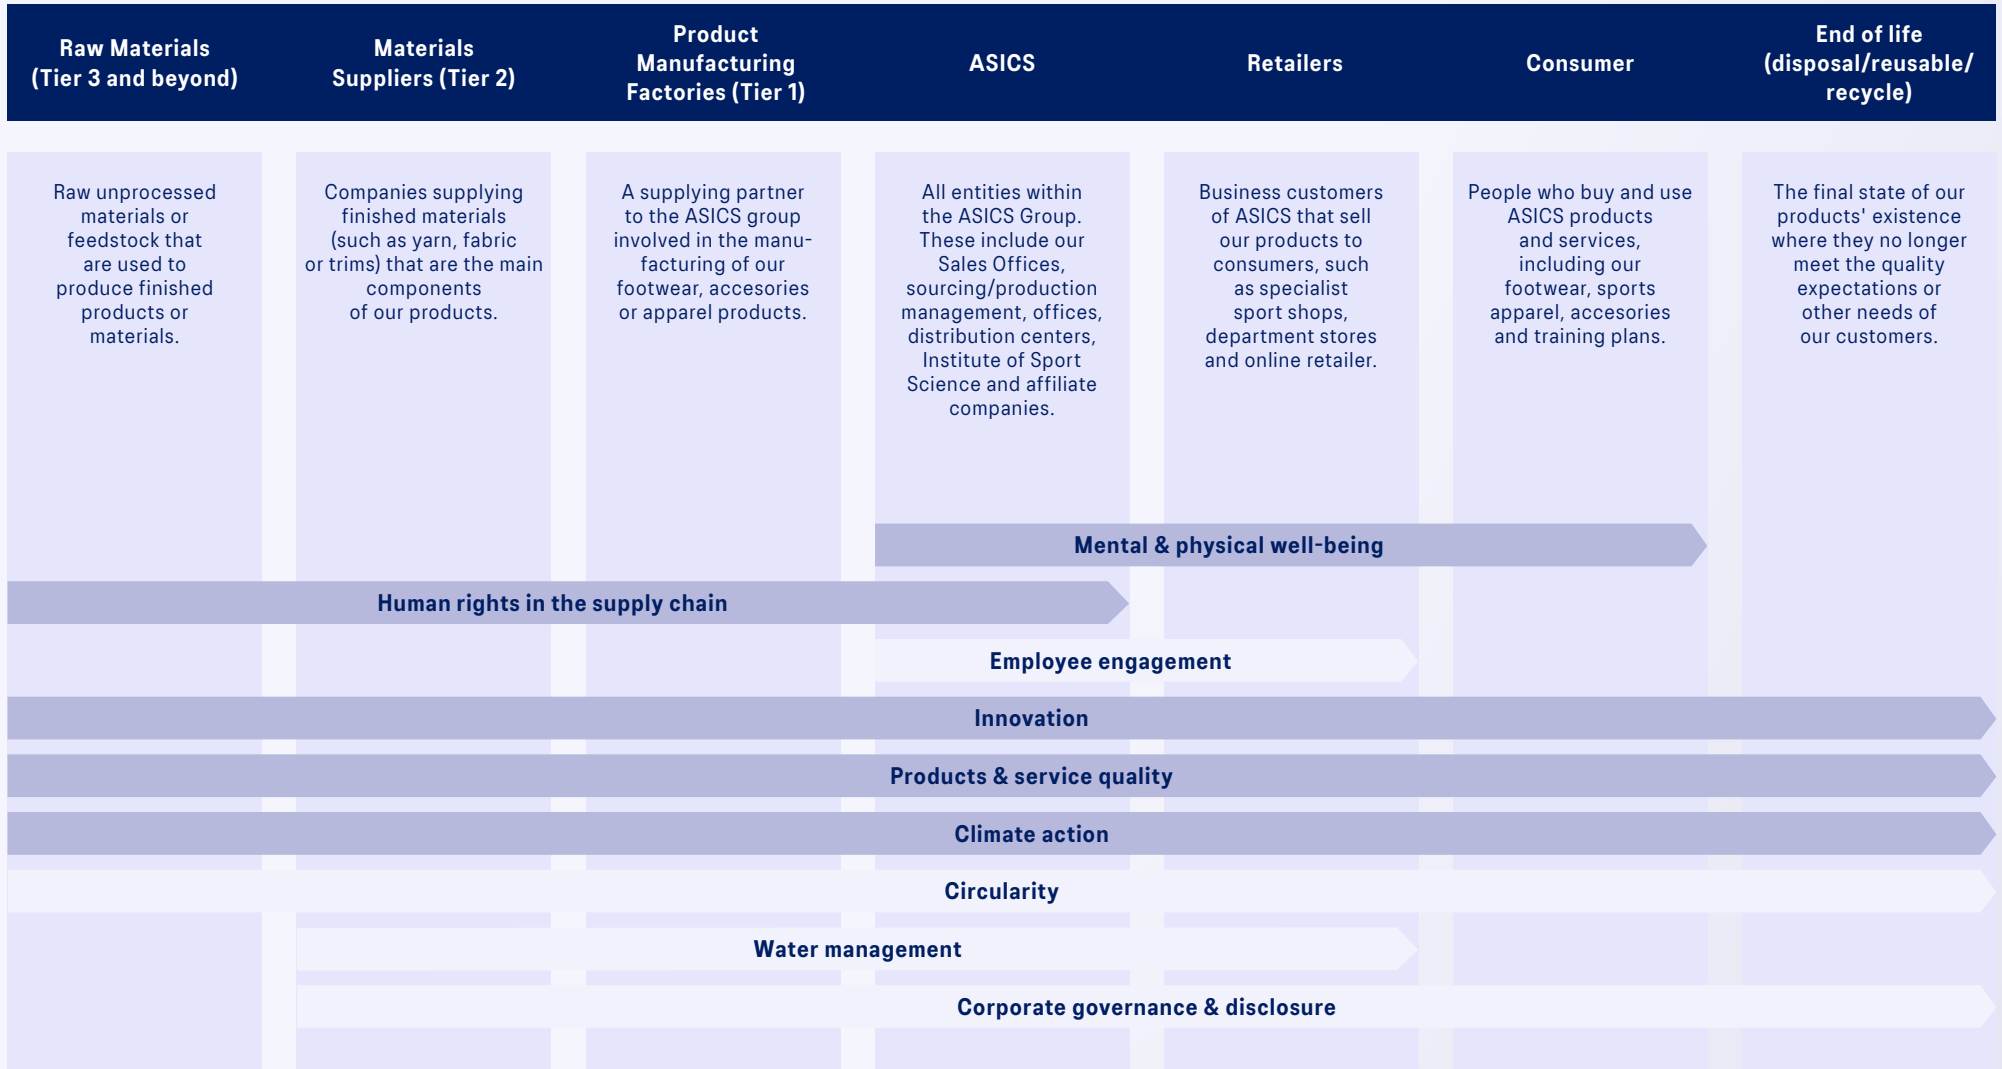 Raw Materials
(Tier 3 and beyond)
Materials
Suppliers (Tier 2)
Product
Manufacturing
Factories (Tier 1)
ASICS
Retailers
Consumer
End of life
(disposal/reusable/
recycle)
Raw unprocessed
materials or
feedstock that
are used to
produce finished
products or
materials.
Companies supplying
finished materials
(such as yarn, fabric
or trims) that are the main
components
of our products.
A supplying partner
to the ASICS group
involved in the manu-
facturing of our
footwear, accesories
or apparel products.
All entities within
the ASICS Group.
These include our
Sales Offices,
sourcing/production
management, offices,
distribution centers,
Institute of Sport
Science and affiliate
companies.
Business customers
of ASICS that sell
our products to
consumers, such
as specialist
sport shops,
department stores
and online retailer.
People who buy and use
ASICS products
and services,
including our
footwear, sports
apparel, accesories
and training plans.
The final state of our
products' existence
where they no longer
meet the quality
expectations or
other needs of
our customers.
Mental & physical well-being
Human rights in the supply chain
Employee engagement
Innovation
Products & service quality
Climate action
Circularity
Water management
Corporate governance & disclosure